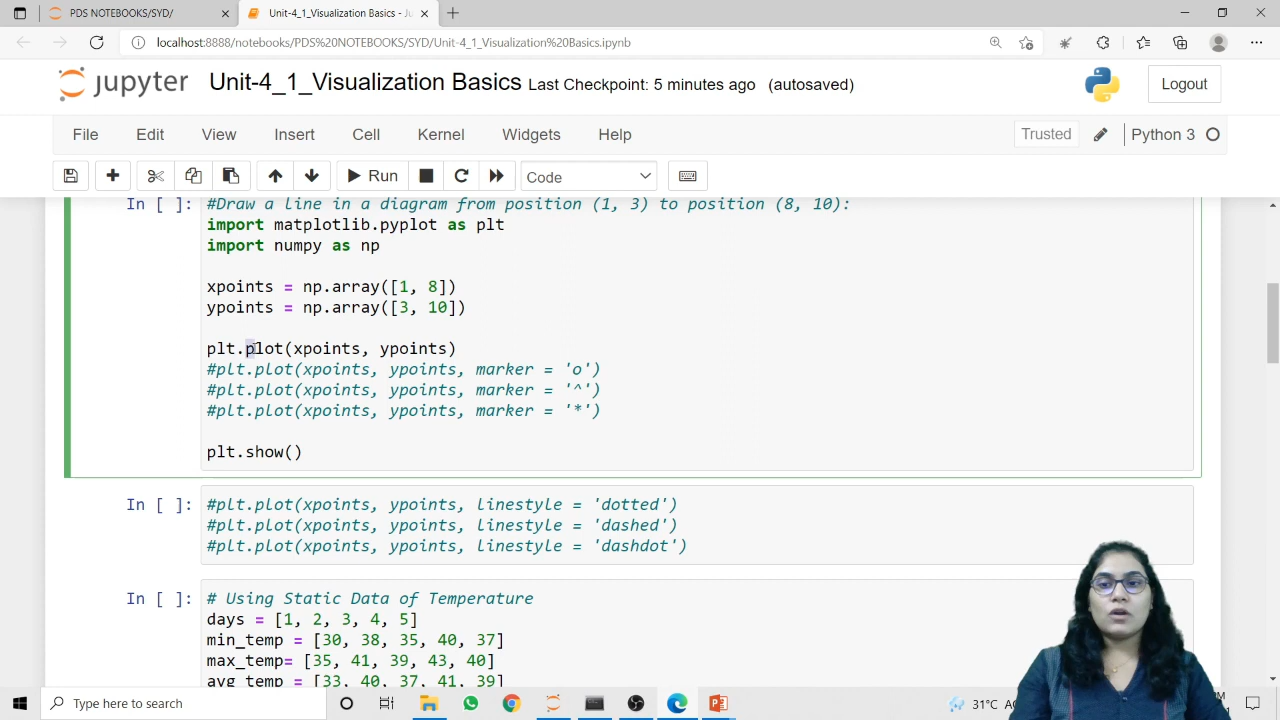 PDS NOTEBOOKS/SYD/
Unit-4_1_Visualization Basics - Ju
localhost:8888/notebooks/PDS%20NOTEBOOKS/SYD/Unit-4_1_Visualization%20Basics.ipynb
jupyter Unit-4_1_Visualization Basics Last Checkpoint: 5 minutes ago (autosaved)
Logout
File Edit View Insert Cell Kernel Widgets Help
Trusted
Python 3
Run
Code
In [ ]: #Draw a line in a diagram from position (1, 3) to position (8, 10):
import matplotlib.pyplot as plt
import numpy as np
xpoints = np.array([1, 8])
ypoints = np.array([3, 10])
plt.plot(xpoints, ypoints)
#plt.plot(xpoints, ypoints, marker = 'o')
#plt.plot(xpoints, ypoints, marker = '^')
#plt.plot(xpoints, ypoints, marker = '*')
plt.show()
In [ ]: #plt.plot(xpoints, ypoints, linestyle = 'dotted')
#plt.plot(xpoints, ypoints, linestyle = 'dashed')
#plt.plot(xpoints, ypoints, linestyle = 'dashdot')
In [ ]: # Using Static Data of Temperature
days = [1, 2, 3, 4, 5]
min_temp = [30, 38, 35, 40, 37]
max_temp= [35, 41, 39, 43, 40]
avg_temp = [33, 40, 37, 41, 39]
Type here to search
31°C